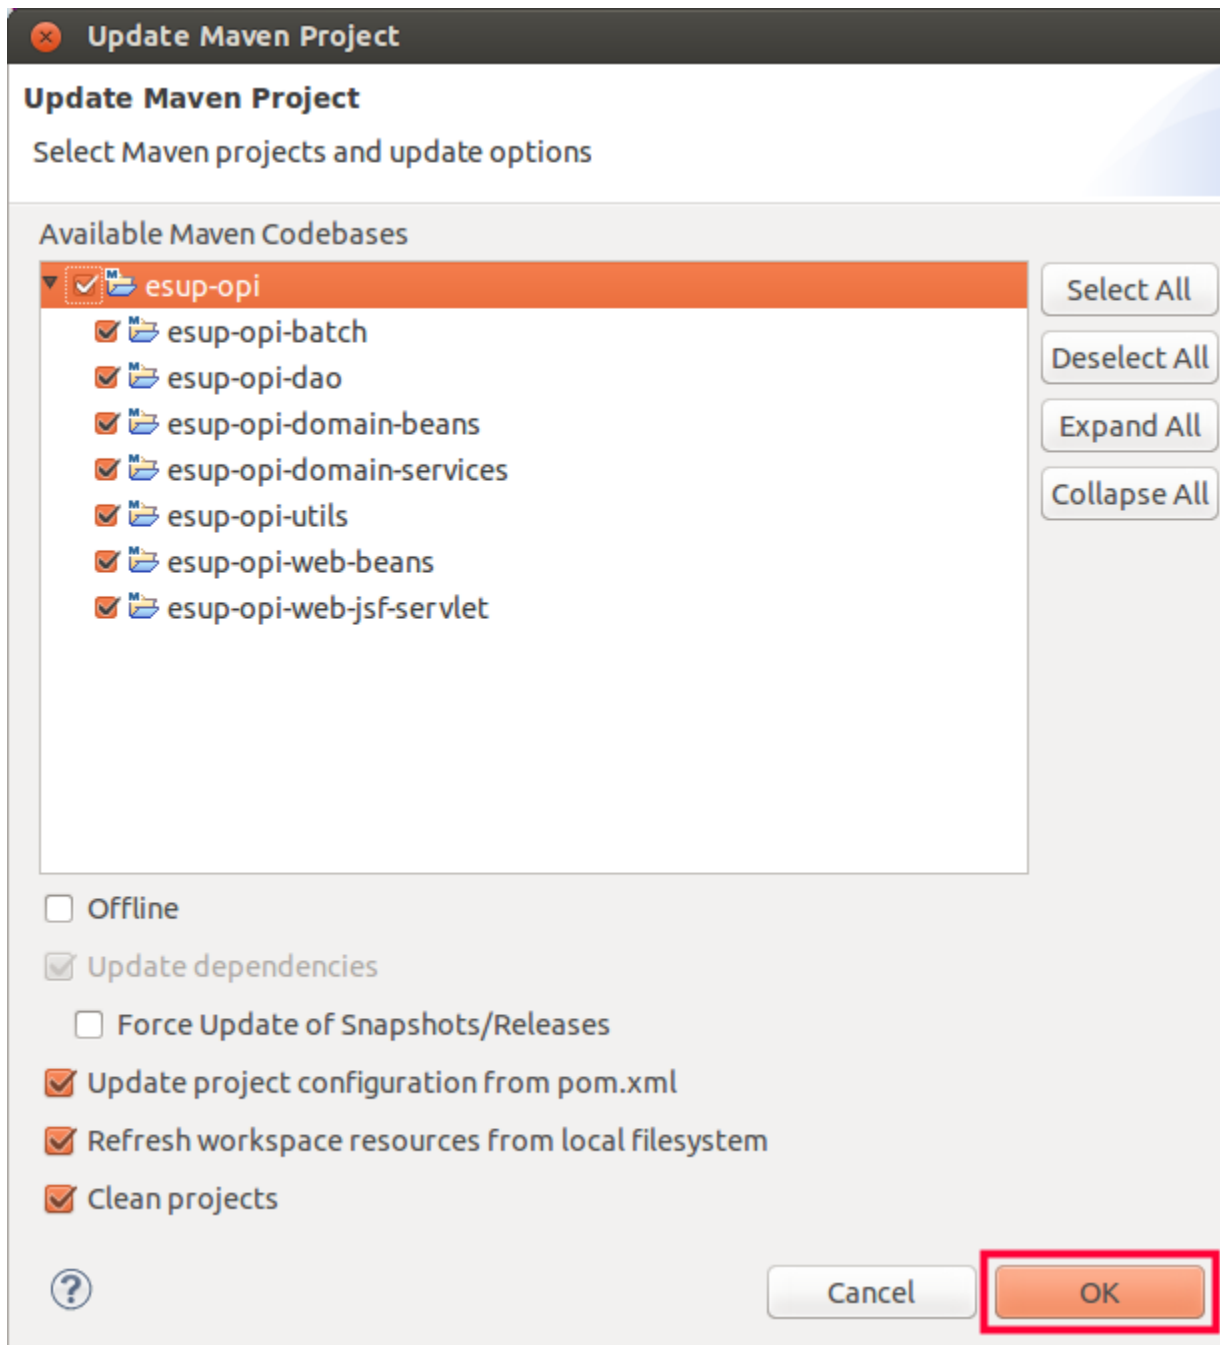 Update Maven Project
Update Maven Project
Select Maven projects and update options
Available Maven Codebases
esup-opi
esup-opi-batch
esup-opi-dao
esup-opi-domain-beans
esup-opi-domain-services
esup-opi-utils
esup-opi-web-beans
esup-opi-web-jsf-servlet
Select All
Deselect All
Expand All
Collapse All
Offline
Update dependencies
Force Update of Snapshots/Releases
Update project configuration from pom.xml
Refresh workspace resources from local filesystem
Clean projects
?
Cancel
OK